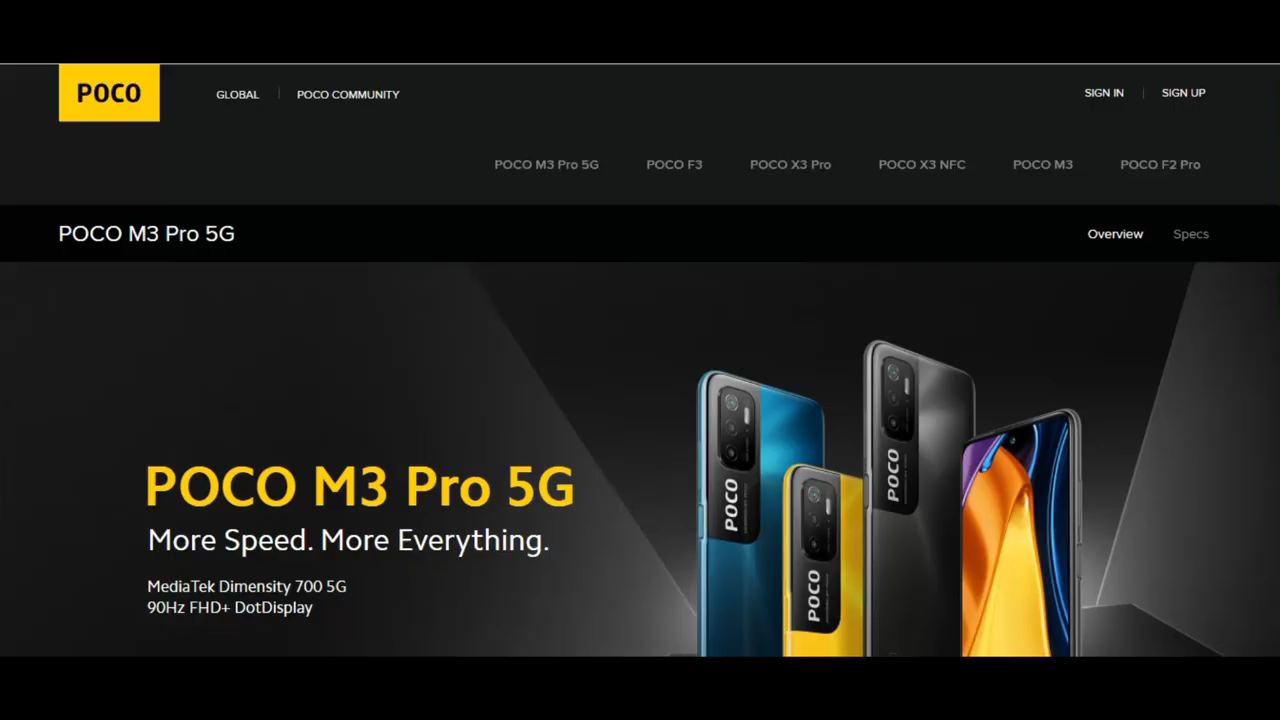 POCO
GLOBAL
POCO COMMUNITY
SIGN IN
SIGN UP
POCO M3 Pro 5G
POCO F3
POCO X3 Pro
POCO X3 NFC
POCO M3
POCO F2 Pro
POCO M3 Pro 5G
Overview
Specs
POCO M3 Pro 5G
More Speed. More Everything.
MediaTek Dimensity 700 5G
90Hz FHD+ DotDisplay
POCO
POCO
POCO